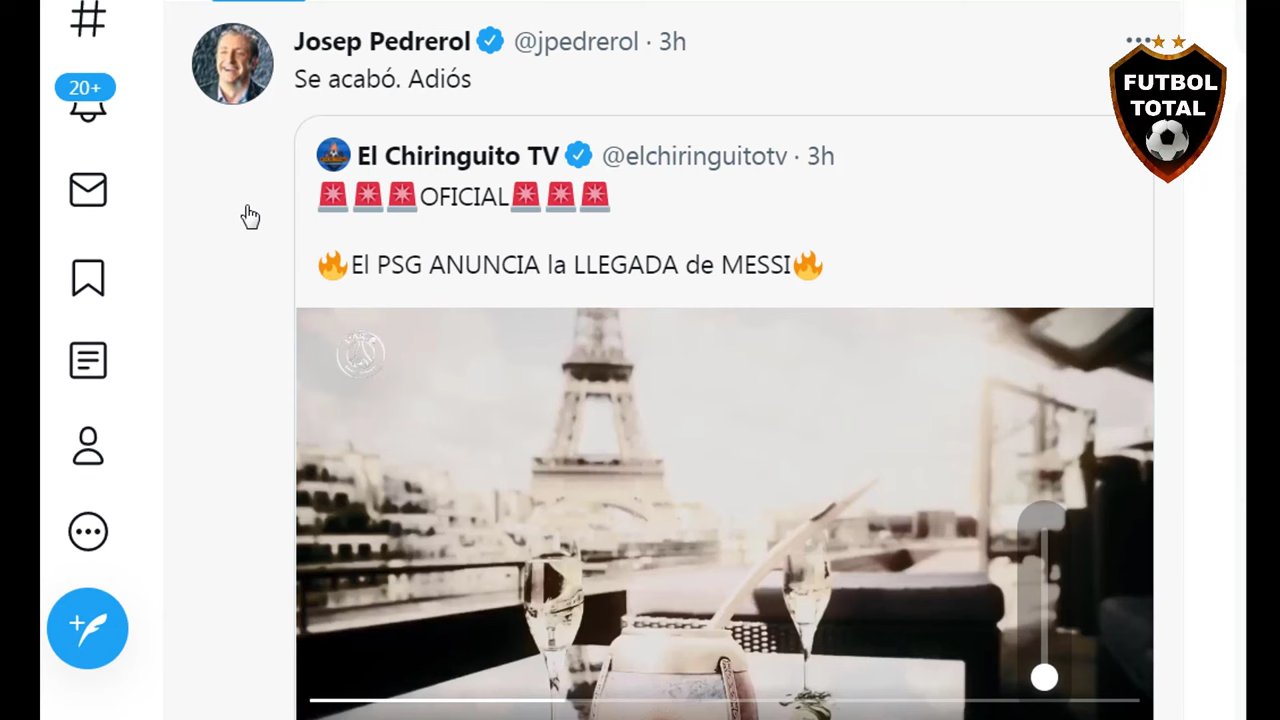 20+
Josep Pedrerol @jpedrerol · 3h
Se acabó. Adiós
FUTBOL
TOTAL
El Chiringuito TV @elchiringuitotv · 3h
🚨🚨🚨OFICIAL🚨🚨🚨
🔥El PSG ANUNCIA la LLEGADA de MESSI🔥